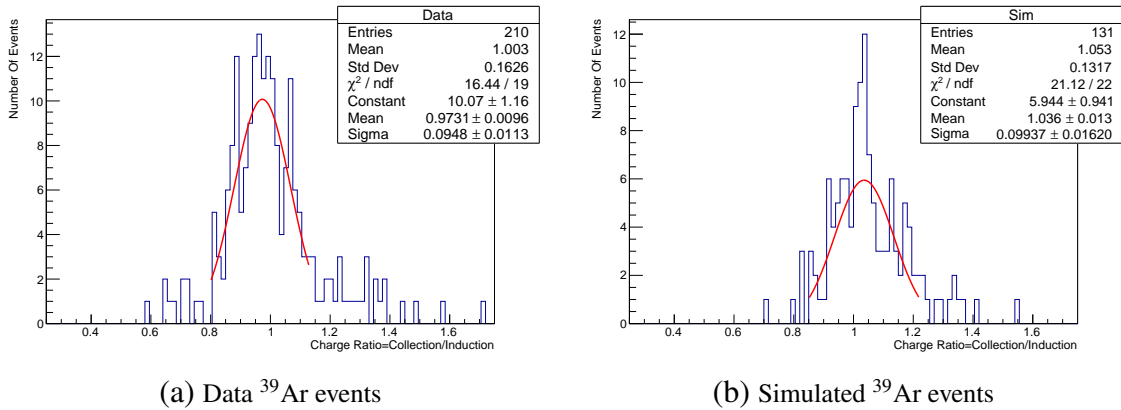 Data
Entries 210
Mean 1.003
Std Dev 0.1626
χ² / ndf 16.44 / 19
Constant 10.07 ± 1.16
Mean 0.9731 ± 0.0096
Sigma 0.0948 ± 0.0113
Number Of Events
12
10
8
6
4
2
0
0.4 0.6 0.8 1 1.2 1.4 1.6
Charge Ratio=Collection/Induction
(a) Data ³⁹Ar events
Sim
Entries 131
Mean 1.053
Std Dev 0.1317
χ² / ndf 21.12 / 22
Constant 5.944 ± 0.941
Mean 1.036 ± 0.013
Sigma 0.09937 ± 0.01620
Number Of Events
12
10
8
6
4
2
0
0.4 0.6 0.8 1 1.2 1.4 1.6
Charge Ratio=Collection/Induction
(b) Simulated ³⁹Ar events